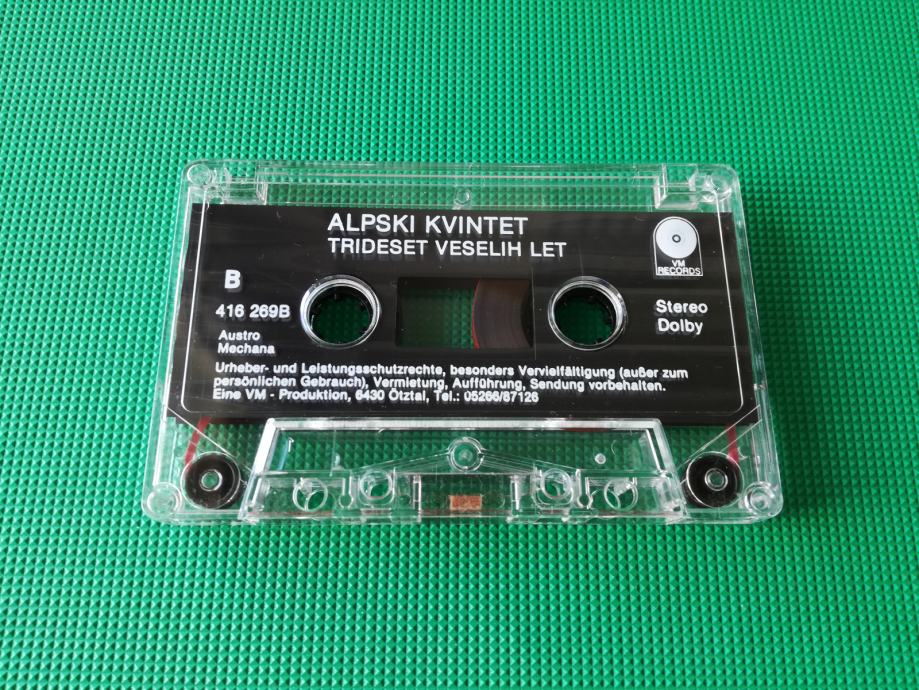 ALPSKI KVINTET
TRIDESET VESELIH LET
VM
RECORDS
B
416 269B
Stereo
Dolby
Austro
Mechana
Urheber- und Leistungsschutzrechte, besonders Vervielfältigung (außer zum
persönlichen Gebrauch), Vermietung, Aufführung, Sendung vorbehalten.
Eine VM - Produktion, 6430 Ötztal, Tel.: 05266/87126